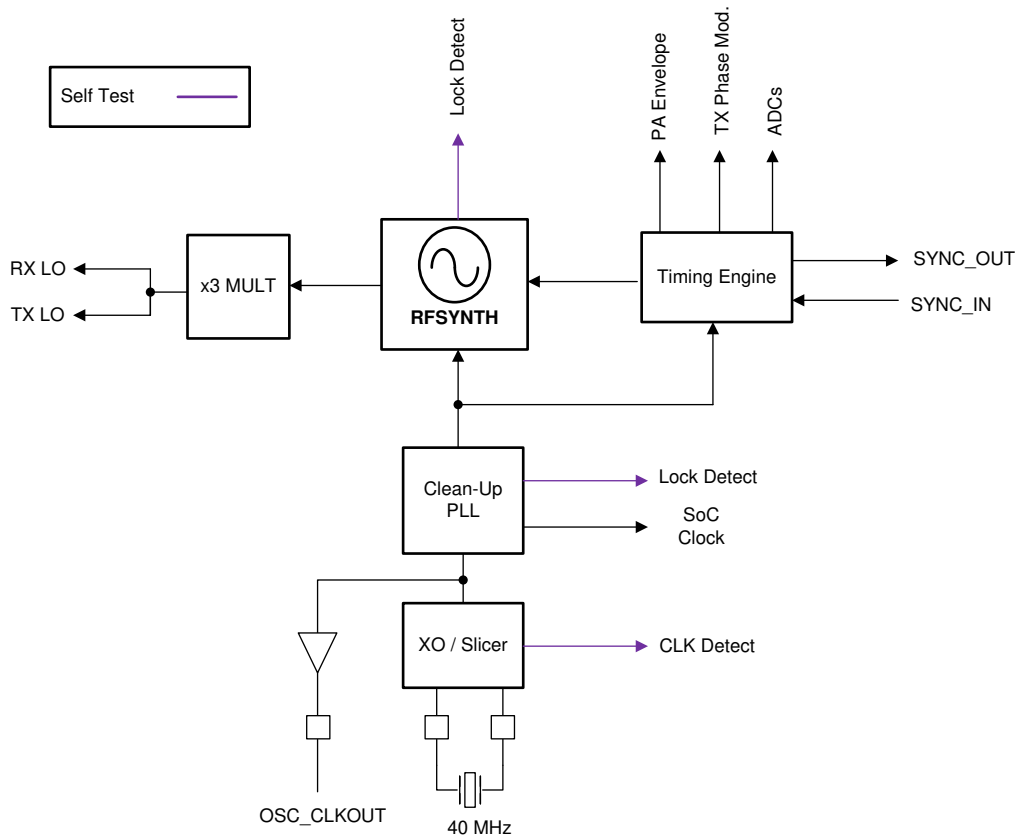 Self Test
Lock Detect
PA Envelope
TX Phase Mod.
ADCs
RX LO
TX LO
x3 MULT
RFSYNTH
Timing Engine
SYNC_OUT
SYNC_IN
Clean-Up
PLL
Lock Detect
SoC
Clock
XO / Slicer
CLK Detect
OSC_CLKOUT
40 MHz